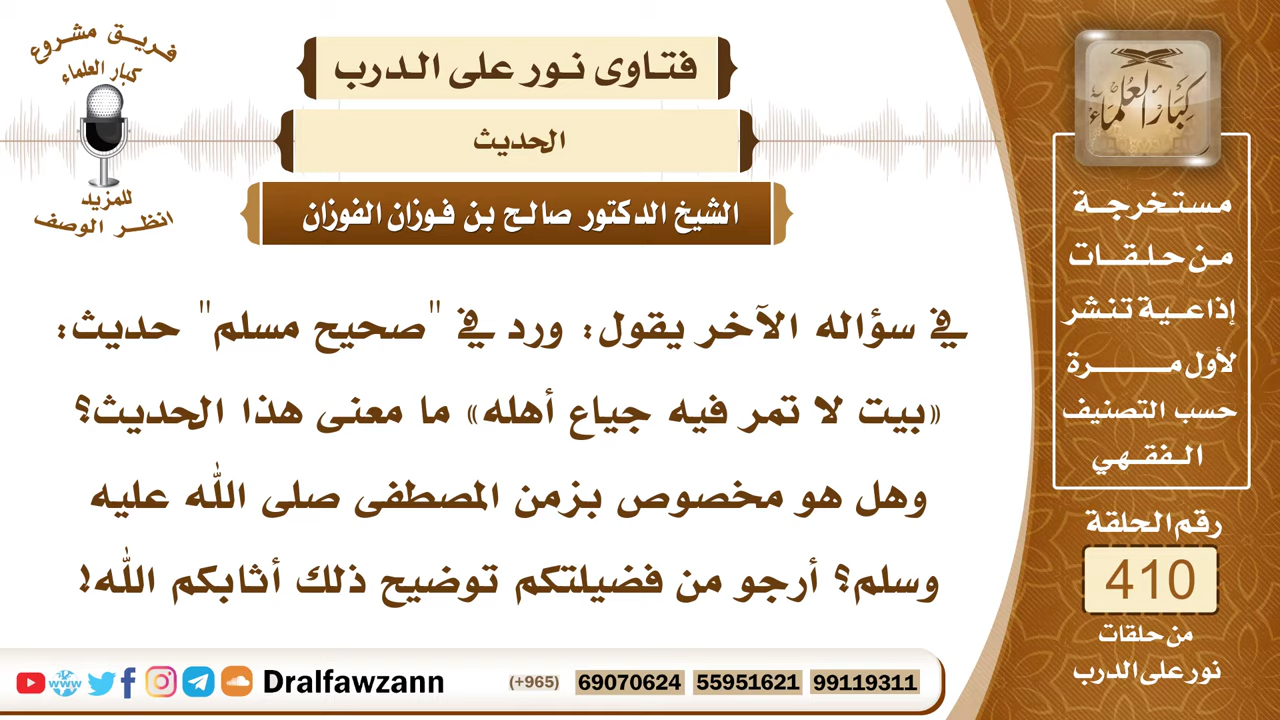 فريق مشروع
كبار العلماء
للمزيد
انظر الوصف
فتاوى نور على الدرب
الحديث
الشيخ الدكتور صالح بن فوزان الفوزان
في سؤاله الآخر يقول: ورد في "صحيح مسلم" حديث:
«بيت لا تمر فيه جياع أهله» ما معنى هذا الحديث؟
وهل هو مخصوص بزمن المصطفى صلى الله عليه
وسلم؟ أرجو من فضيلتكم توضيح ذلك أثابكم الله!
كبار العلماء
مستخرجة
من حلقات
إذاعية تنشر
لأول مرة
حسب التصنيف
الفقهي
رقم الحلقة
410
من حلقات
نور على الدرب
www Dralfawzann (+965) 69070624 55951621 99119311